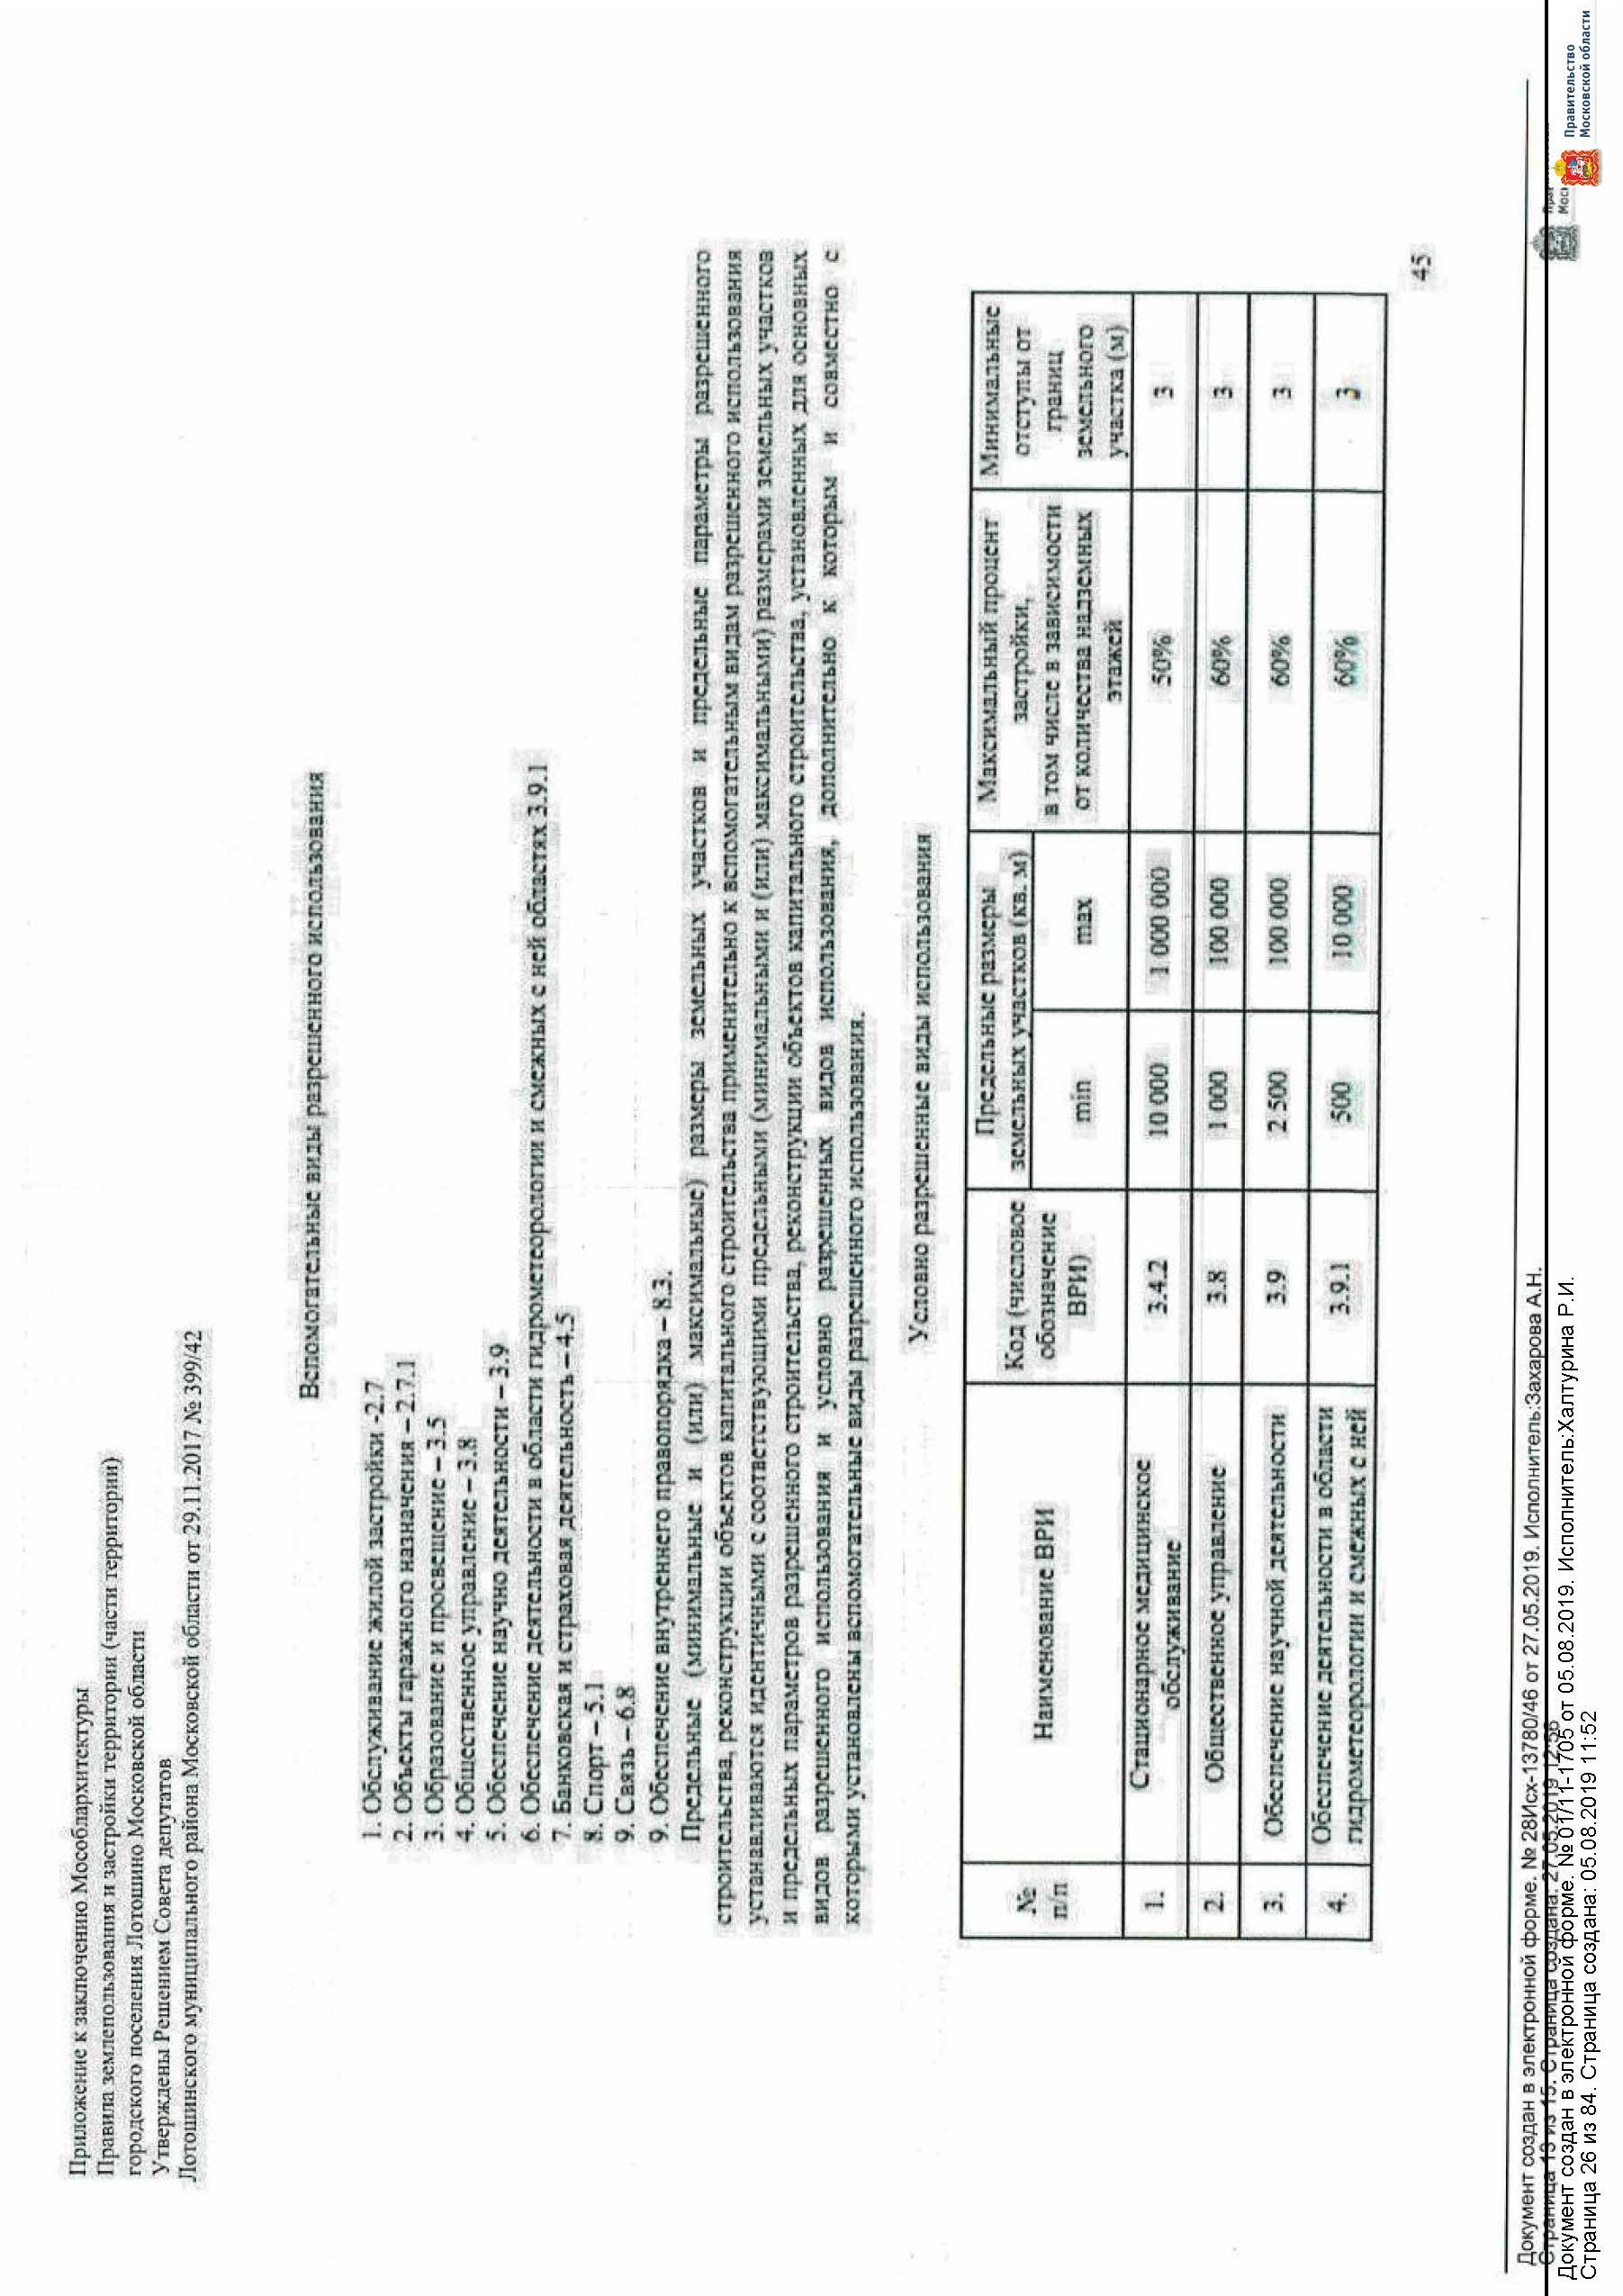 Приложение к заключению Мособлархитектуры
Правила землепользования и застройки территории (части территории)
городского поселения Лотошино Московской области
Утверждены Решением Совета депутатов
Лотошинского муниципального района Московской области от 29.11.2017 № 399/42
Вспомогательные виды разрешенного использования
1. Обслуживание жилой застройки -2.7
2. Объекты гаражного назначения – 2.7.1
3. Образование и просвещение – 3.5
4. Общественное управление – 3.8
5. Обеспечение научно деятельности – 3.9
6. Обеспечение деятельности в области гидрометеорологии и смежных с ней областях 3.9.1
7. Банковская и страховая деятельность – 4.5
8. Спорт – 5.1
9. Связь – 6.8
9. Обеспечение внутреннего правопорядка – 8.3.
Предельные (минимальные и (или) максимальные) размеры земельных участков и предельные параметры разрешенного
строительства, реконструкции объектов капитального строительства применительно к вспомогательным видам разрешенного использования
устанавливаются идентичными с соответствующими предельными (минимальными и (или) максимальными) размерами земельных участков
и предельных параметров разрешенного строительства, реконструкции объектов капитального строительства, установленных для основных
видов разрешенного использования и условно разрешенных видов использования, дополнительно к которым и совместно с
которыми установлены вспомогательные виды разрешенного использования.
Условно разрешенные виды использования
№ п/п
Наименование ВРИ
Код (числовое
обозначение
ВРИ)
Предельные размеры
земельных участков (кв. м)
min
max
Максимальный процент
застройки,
в том числе в зависимости
от количества надземных
этажей
Минимальные
отступы от
границ
земельного
участка (м)
1.
Стационарное медицинское
обслуживание
3.4.2
10 000
1 000 000
50%
3
2.
Общественное управление
3.8
1 000
100 000
60%
3
3.
Обеспечение научной деятельности
3.9
2 500
100 000
60%
3
4.
Обеспечение деятельности в области
гидрометеорологии и смежных с ней
3.9.1
500
10 000
60%
3
45
Документ создан в электронной форме. № 28Исх-13780/46 от 27.05.2019. Исполнитель:Захарова А.Н.
Страница 13 из 15. Страница создана: 27.05.2019 12:56
Документ создан в электронной форме. № 01/11-1705 от 05.08.2019. Исполнитель:Халтурина Р.И.
Страница 26 из 84. Страница создана: 05.08.2019 11:52
Правительство
Московской области